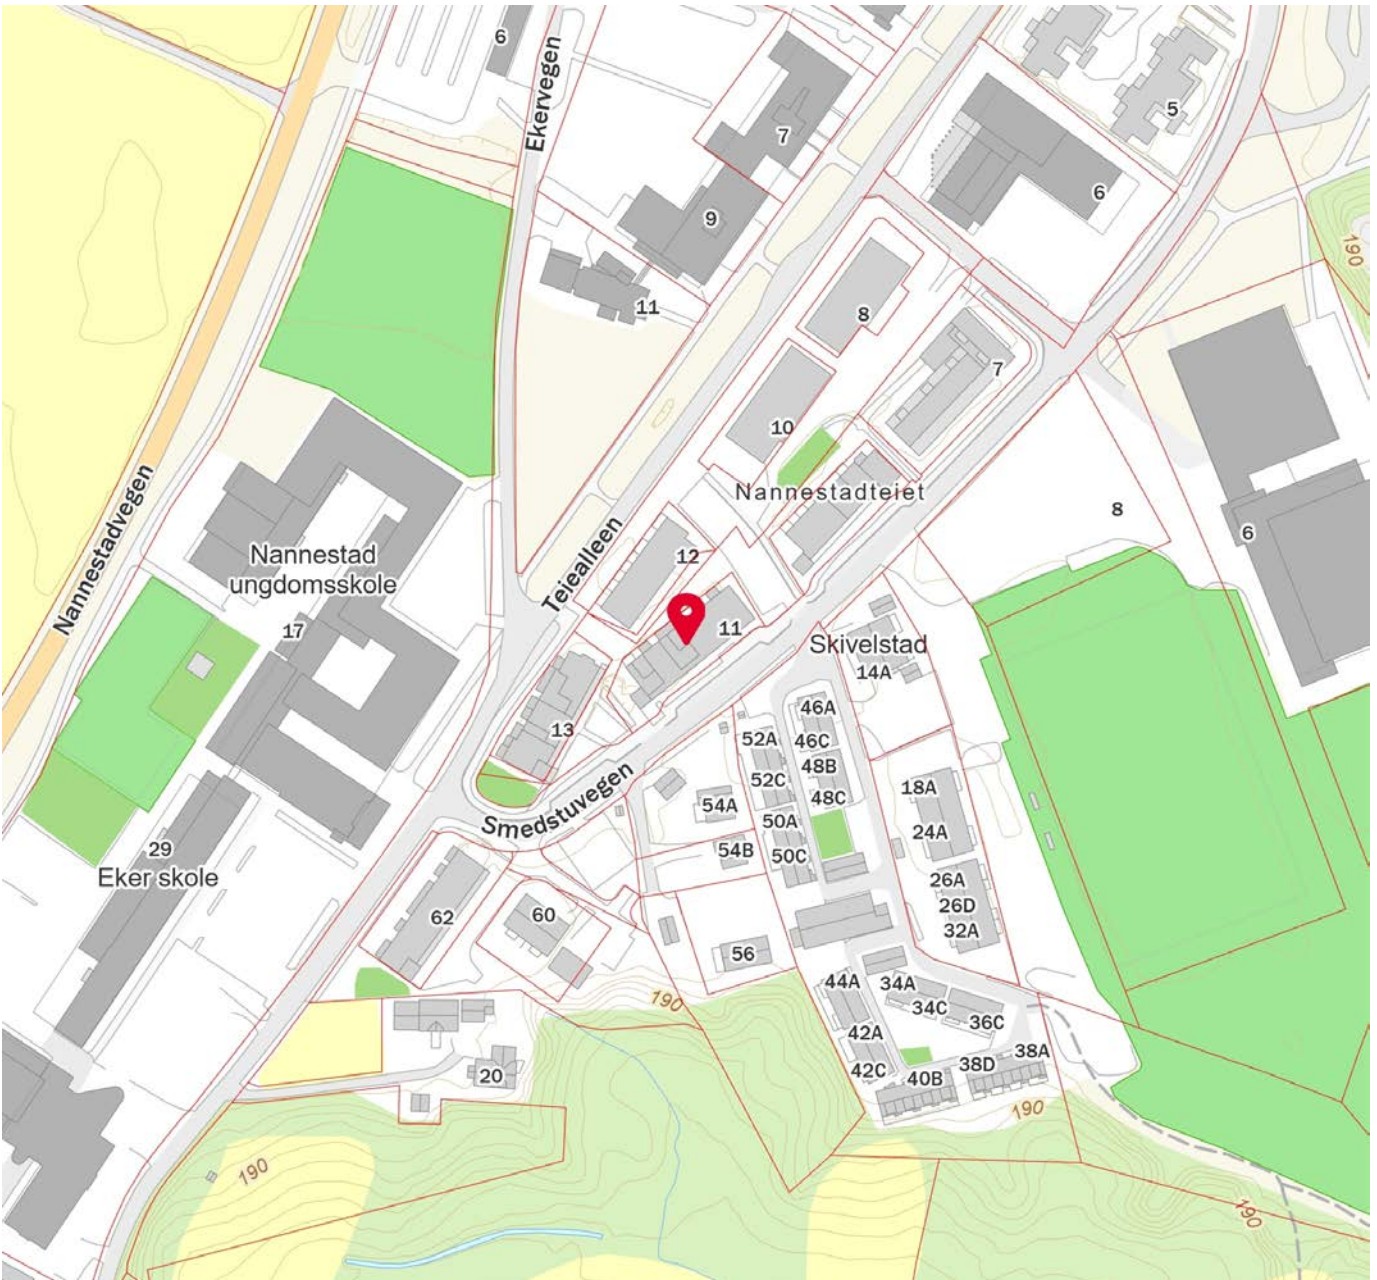 6
Ekervegen
7
5
6
9
190
11
8
7
10
Nannestadteiet
8
6
Nannestadvegen
Nannestad
ungdomsskole
17
Teiealleen
12
11
Skivelstad
14A
13
46A
46C
52A
52C
48B
48C
18A
24A
54A
54B
50A
50C
Smedstuvegen
29
Eker skole
26A
26D
32A
62
60
56
44A
34A
34C
36C
190
42A
42C
40B
38D
38A
20
190
190
190